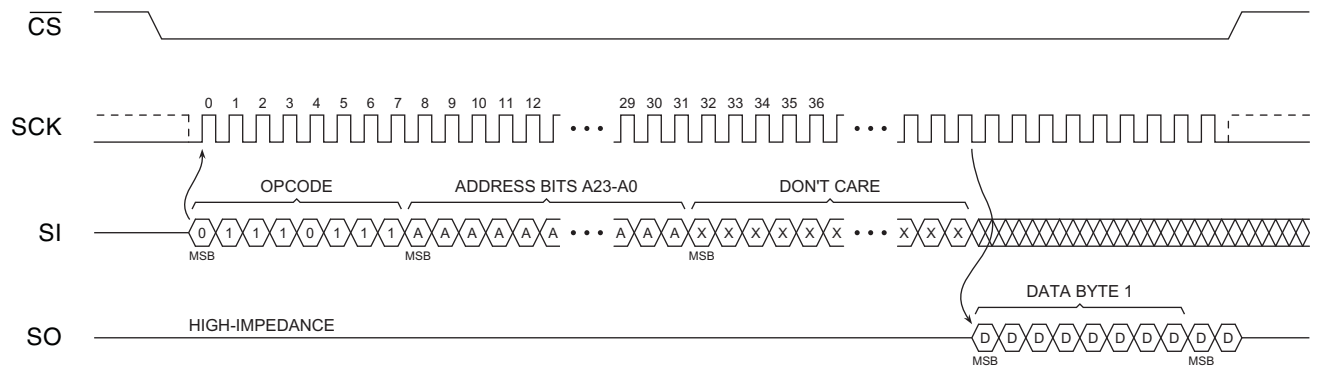 CS
0 1 2 3 4 5 6 7 8 9 10 11 12 29 30 31 32 33 34 35 36
SCK
OPCODE ADDRESS BITS A23-A0 DON'T CARE
SI 0 1 1 1 0 1 1 1 A A A A A A • • • A A A X X X X X X • • • X X X
MSB MSB MSB
DATA BYTE 1
HIGH-IMPEDANCE
SO D D D D D D D D D D
MSB MSB